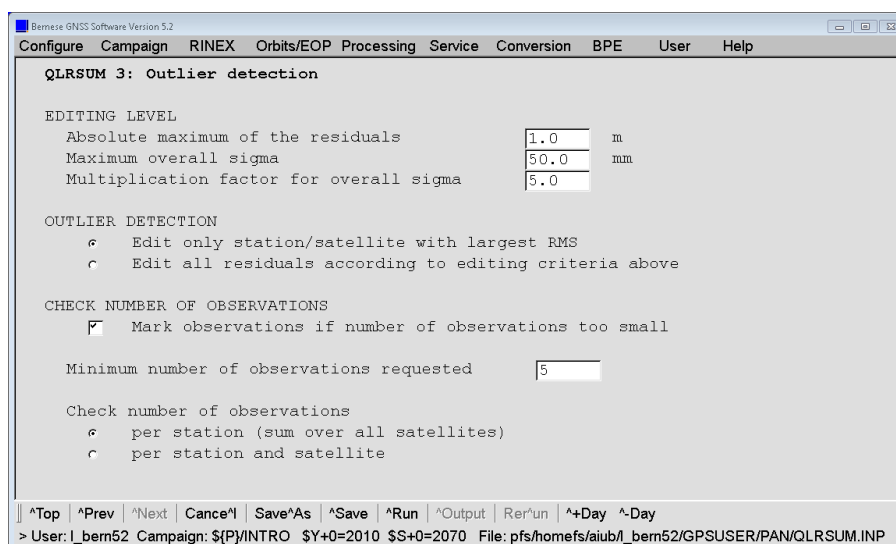 Bernese GNSS Software Version 5.2
Configure Campaign RINEX Orbits/EOP Processing Service Conversion BPE User Help
QLRSUM 3: Outlier detection
EDITING LEVEL
Absolute maximum of the residuals 1.0 m
Maximum overall sigma 50.0 mm
Multiplication factor for overall sigma 5.0
OUTLIER DETECTION
Edit only station/satellite with largest RMS
Edit all residuals according to editing criteria above
CHECK NUMBER OF OBSERVATIONS
Mark observations if number of observations too small
Minimum number of observations requested 5
Check number of observations
per station (sum over all satellites)
per station and satellite
^Top ^Prev ^Next Cance^l Save^As ^Save ^Run ^Output Rer^un ^+Day ^-Day
> User: l_bern52 Campaign: ${P}/INTRO $Y+0=2010 $S+0=2070 File: pfs/homefs/aiub/l_bern52/GPSUSER/PAN/QLRSUM.INP